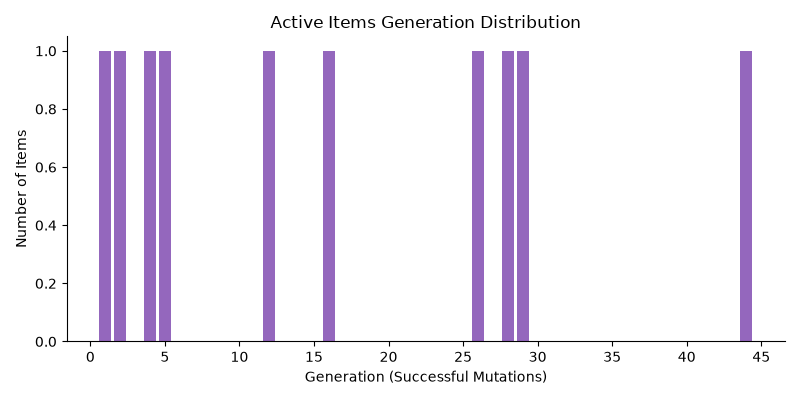 Active Items Generation Distribution
Number of Items
1.0
0.8
0.6
0.4
0.2
0.0
0 5 10 15 20 25 30 35 40 45
Generation (Successful Mutations)